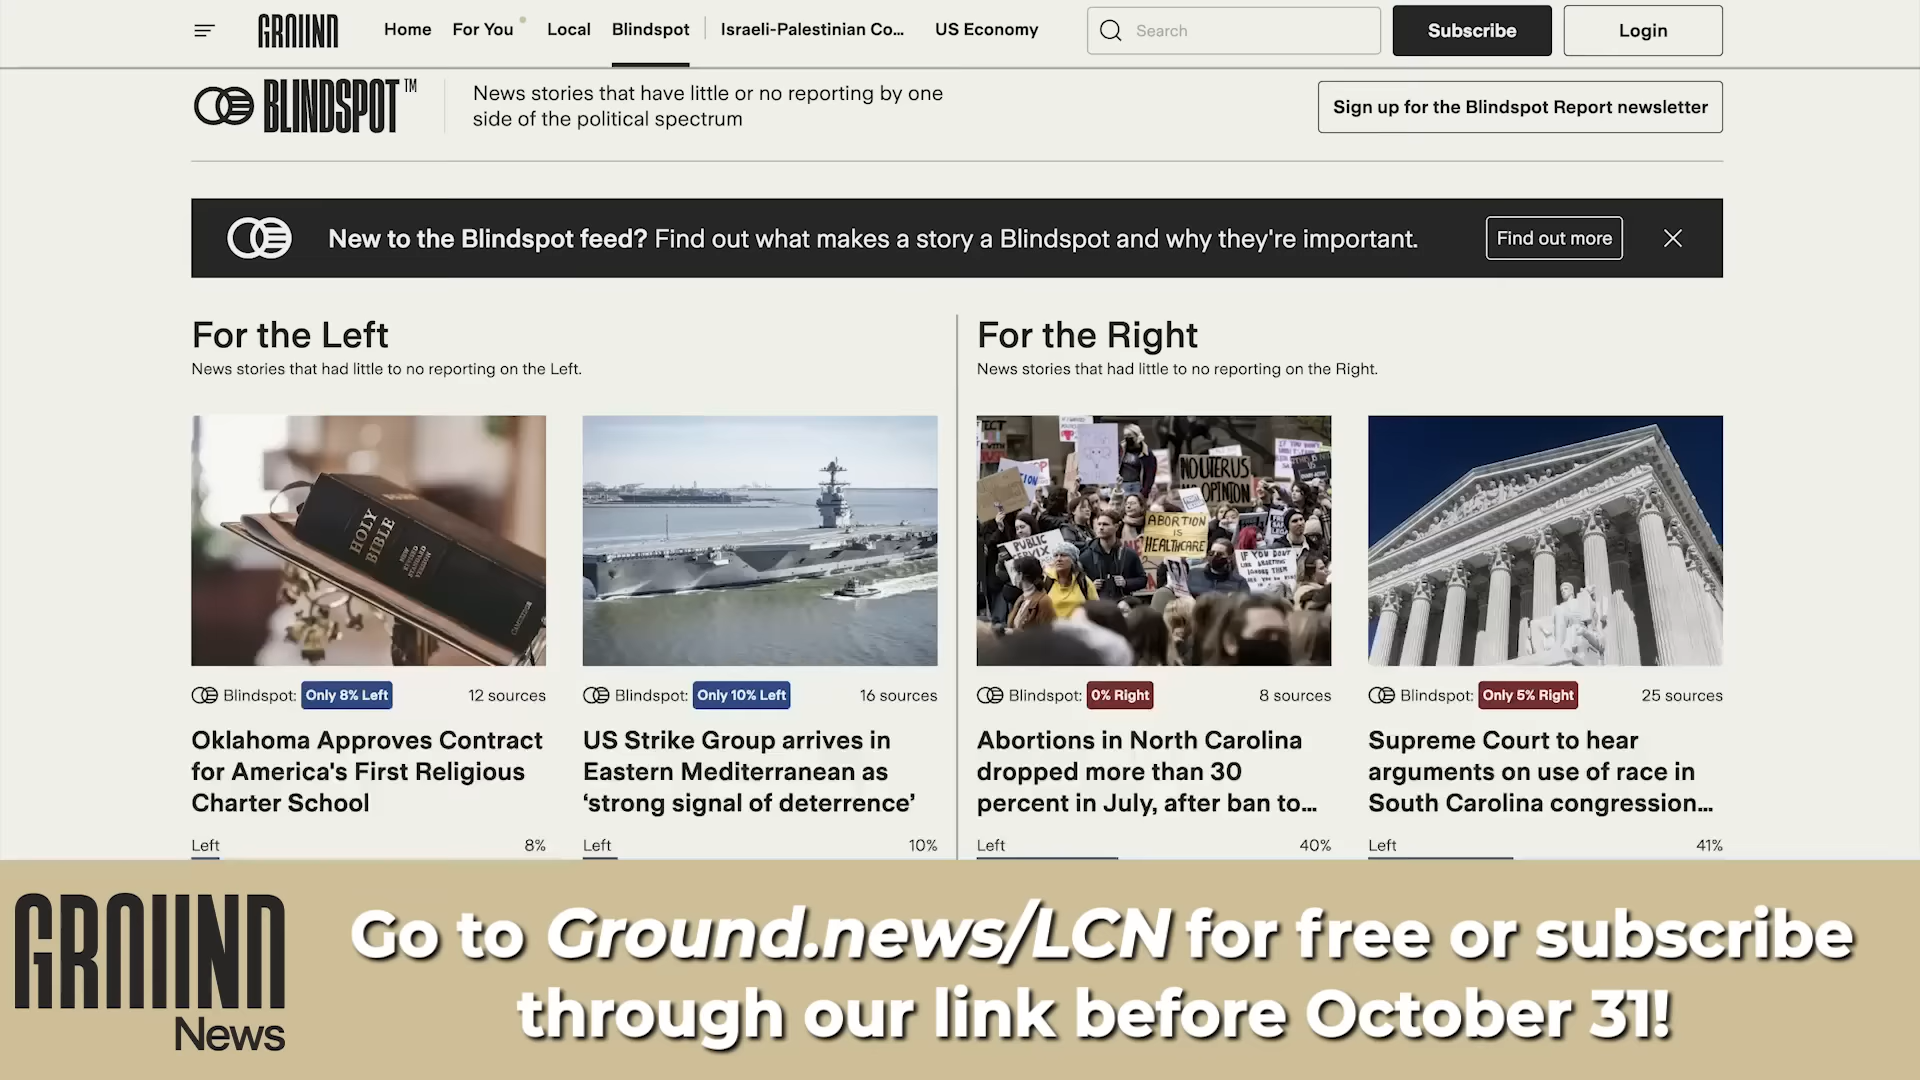 GROUND
Home
For You
Local
Blindspot
Israeli-Palestinian Co...
US Economy
Search
Subscribe
Login
BLINDSPOT™
News stories that have little or no reporting by one
side of the political spectrum
Sign up for the Blindspot Report newsletter
New to the Blindspot feed? Find out what makes a story a Blindspot and why they're important.
Find out more
For the Left
News stories that had little to no reporting on the Left.
For the Right
News stories that had little to no reporting on the Right.
HOLY
BIBLE
NO UTERUS
NO OPINION
ABORTION
IS
HEALTHCARE
PUBLIC
CERVIX
Blindspot: Only 8% Left
12 sources
Oklahoma Approves Contract
for America's First Religious
Charter School
Left
8%
Blindspot: Only 10% Left
16 sources
US Strike Group arrives in
Eastern Mediterranean as
‘strong signal of deterrence’
Left
10%
Blindspot: 0% Right
8 sources
Abortions in North Carolina
dropped more than 30
percent in July, after ban to...
Left
40%
Blindspot: Only 5% Right
25 sources
Supreme Court to hear
arguments on use of race in
South Carolina congression...
Left
41%
GROUND
News
Go to Ground.news/LCN for free or subscribe
through our link before October 31!